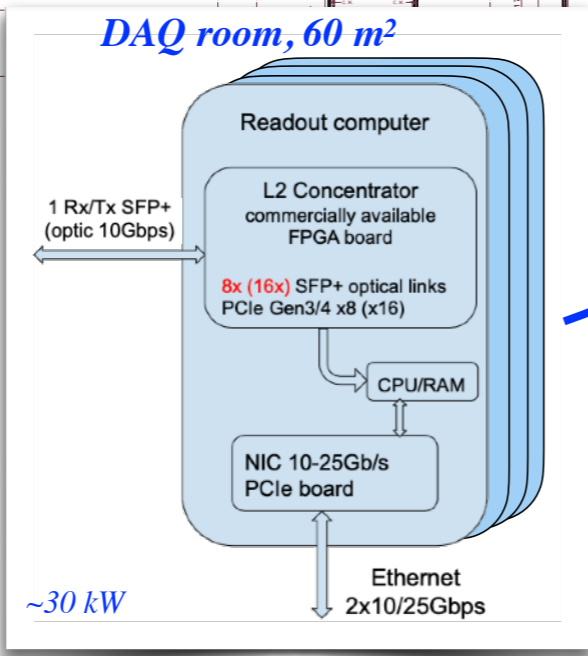 DAQ room, 60 m²
Readout computer
L2 Concentrator
commercially available
FPGA board
1 Rx/Tx SFP+
(optic 10Gbps)
8x (16x) SFP+ optical links
PCIe Gen3/4 x8 (x16)
CPU/RAM
NIC 10-25Gb/s
PCIe board
Ethernet
2x10/25Gbps
~30 kW